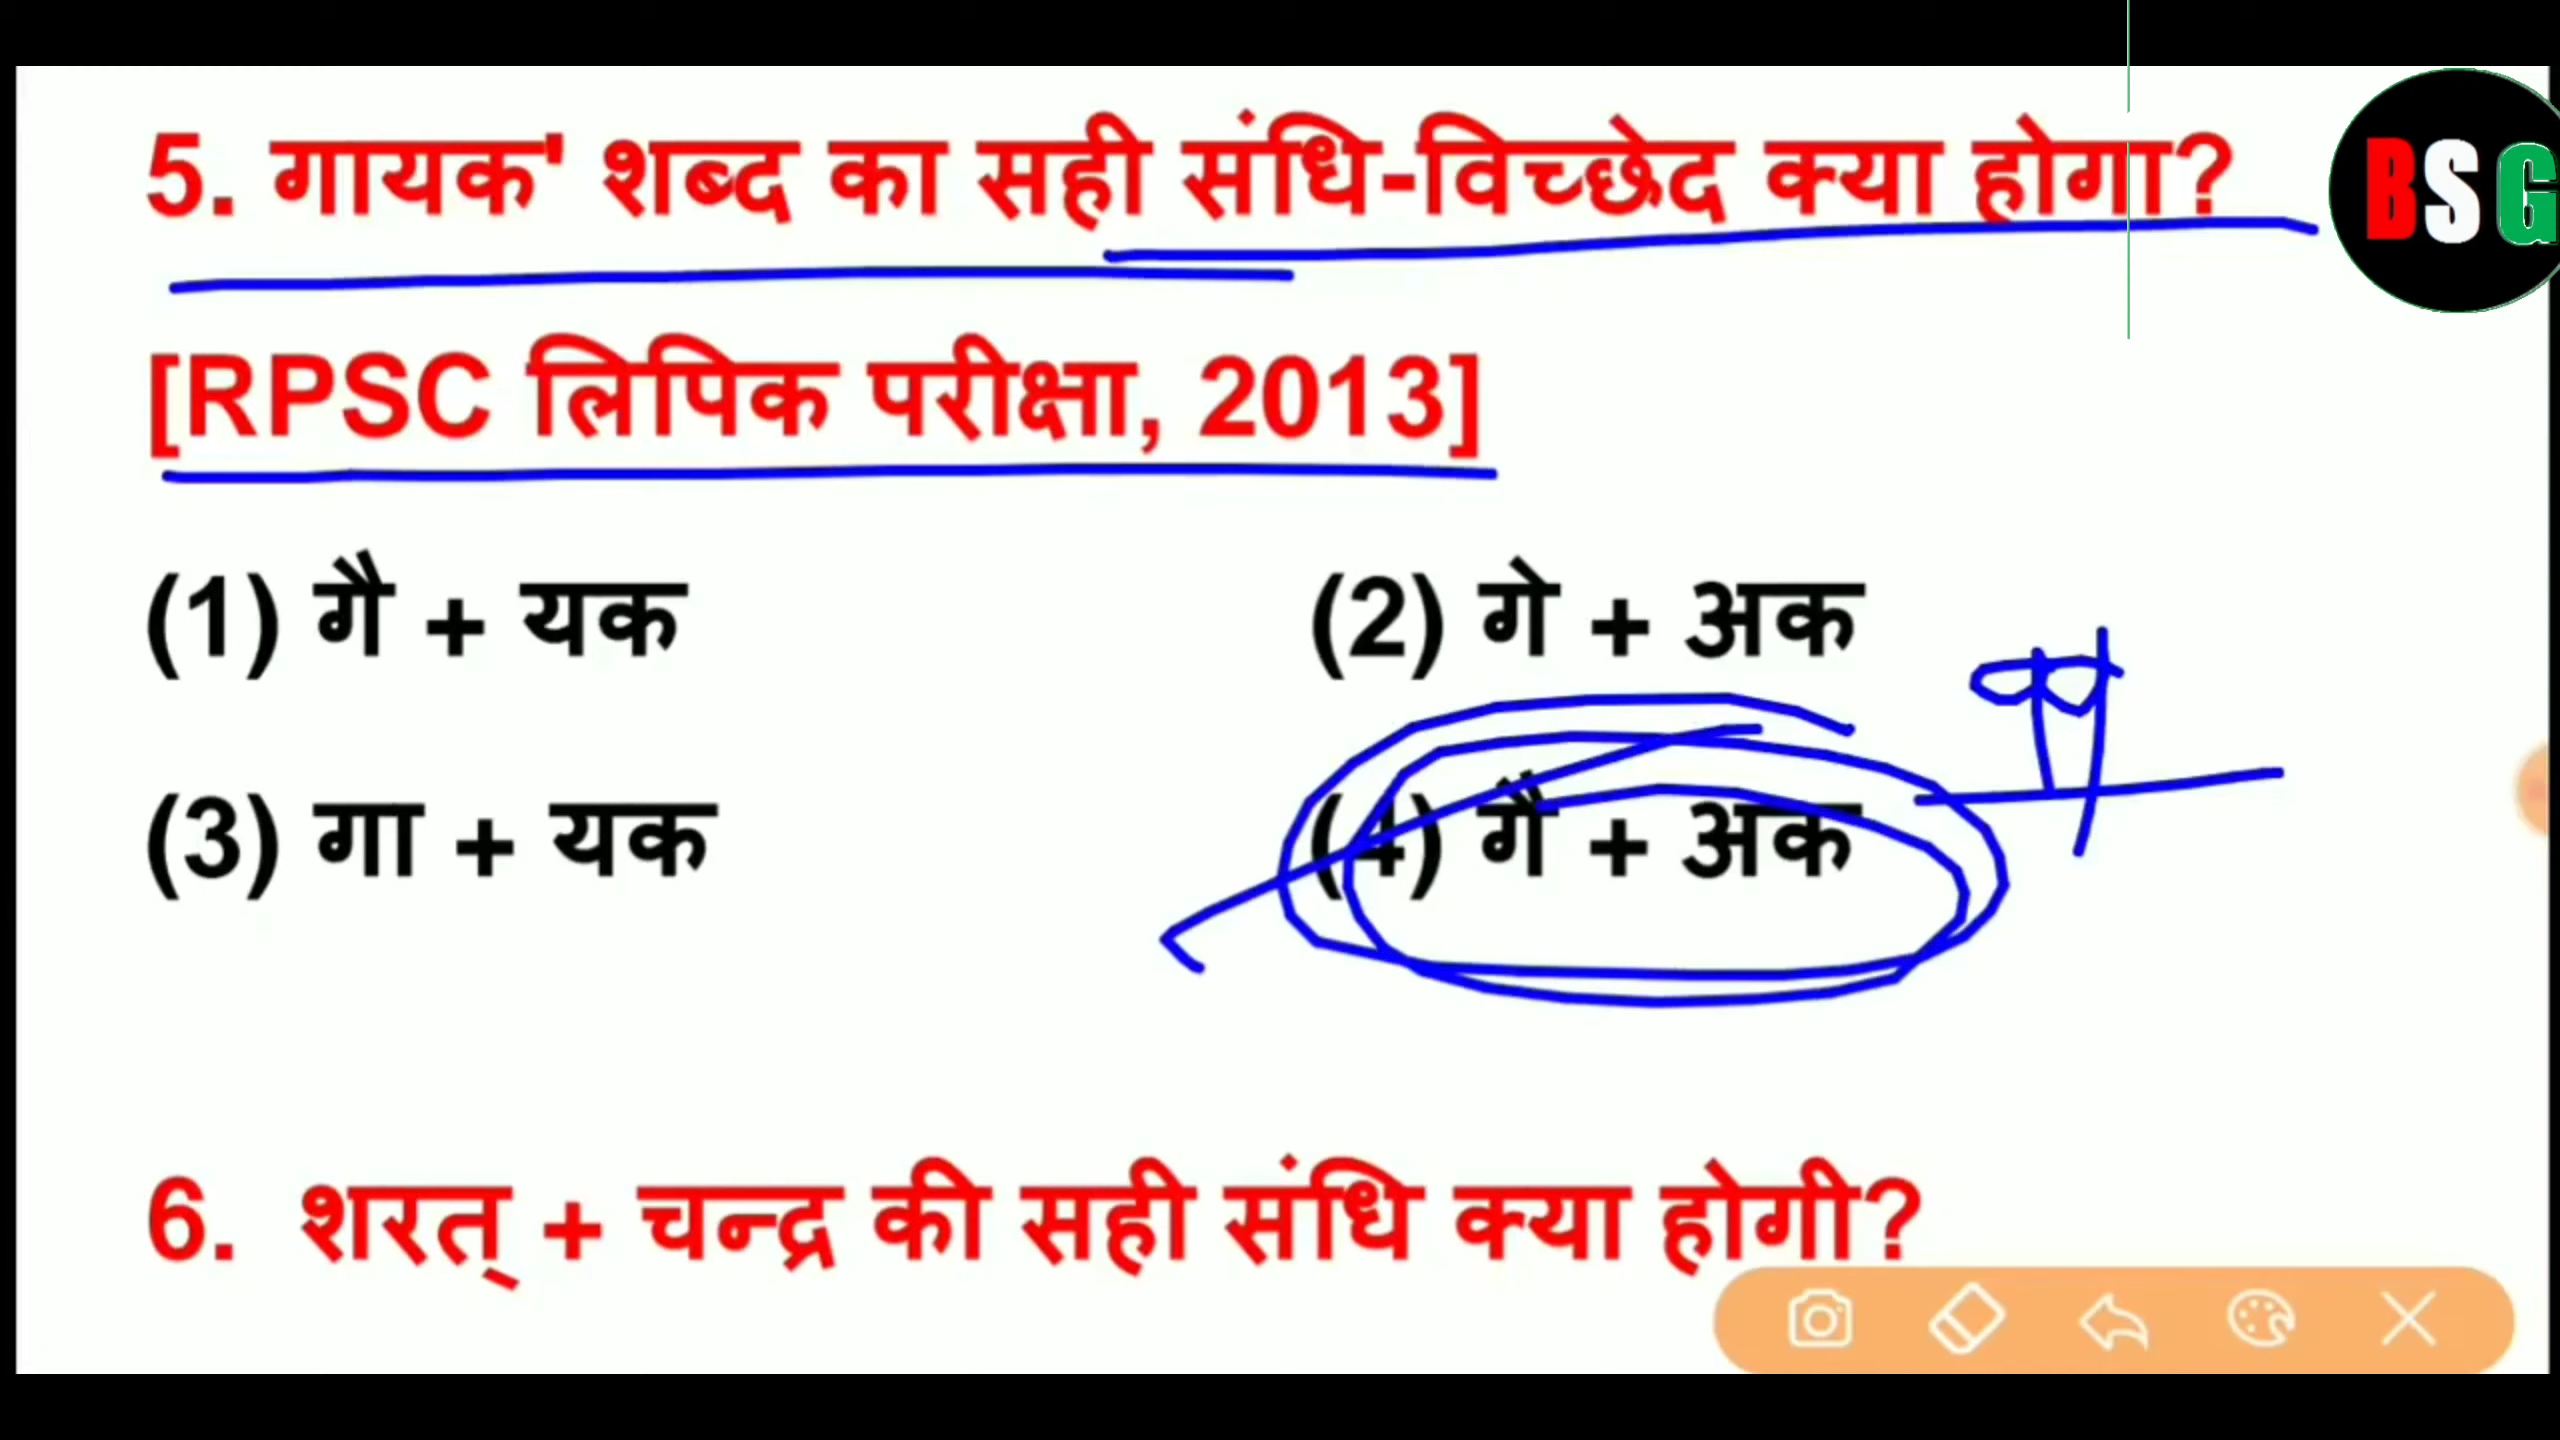 5. गायक' शब्द का सही संधि-विच्छेद क्या होगा?
BSG
[RPSC लिपिक परीक्षा, 2013]
(1) गै + यक (2) गे + अक
(3) गा + यक (4) गै + अक
6. शरत् + चन्द्र की सही संधि क्या होगी?